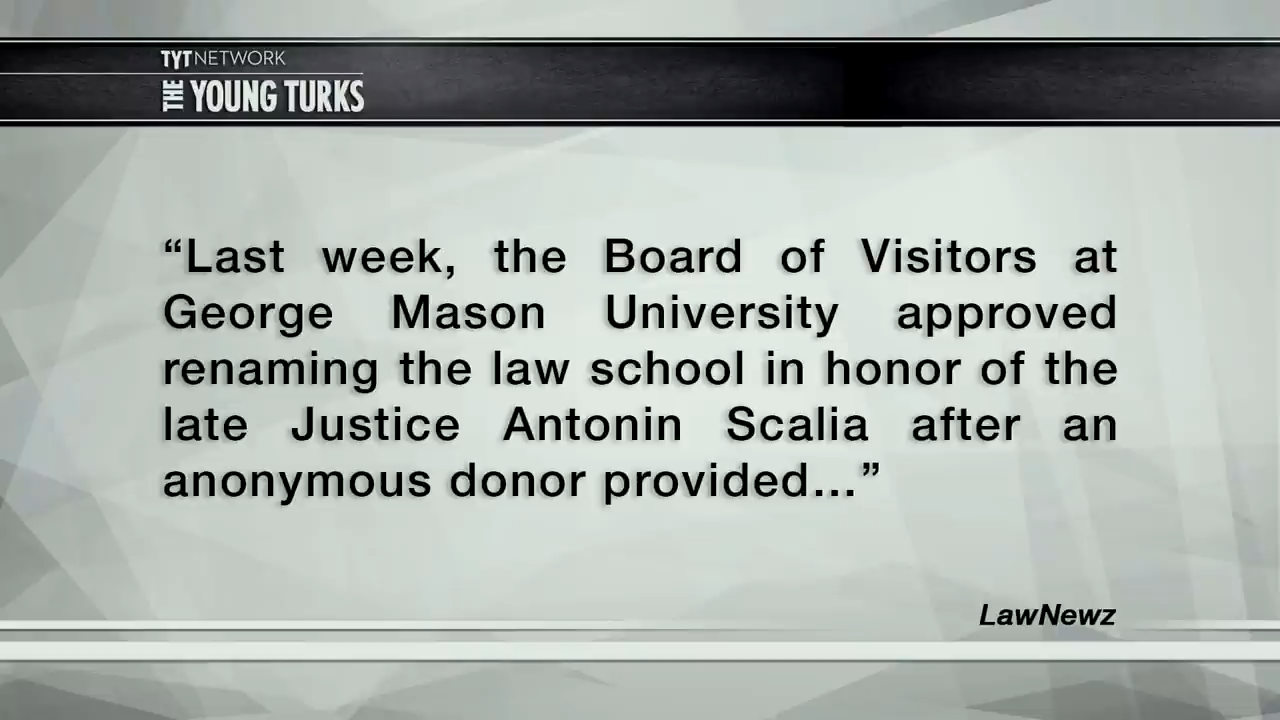 TYTNETWORK
THE YOUNG TURKS
“Last week, the Board of Visitors at
George Mason University approved
renaming the law school in honor of the
late Justice Antonin Scalia after an
anonymous donor provided...”
LawNewz